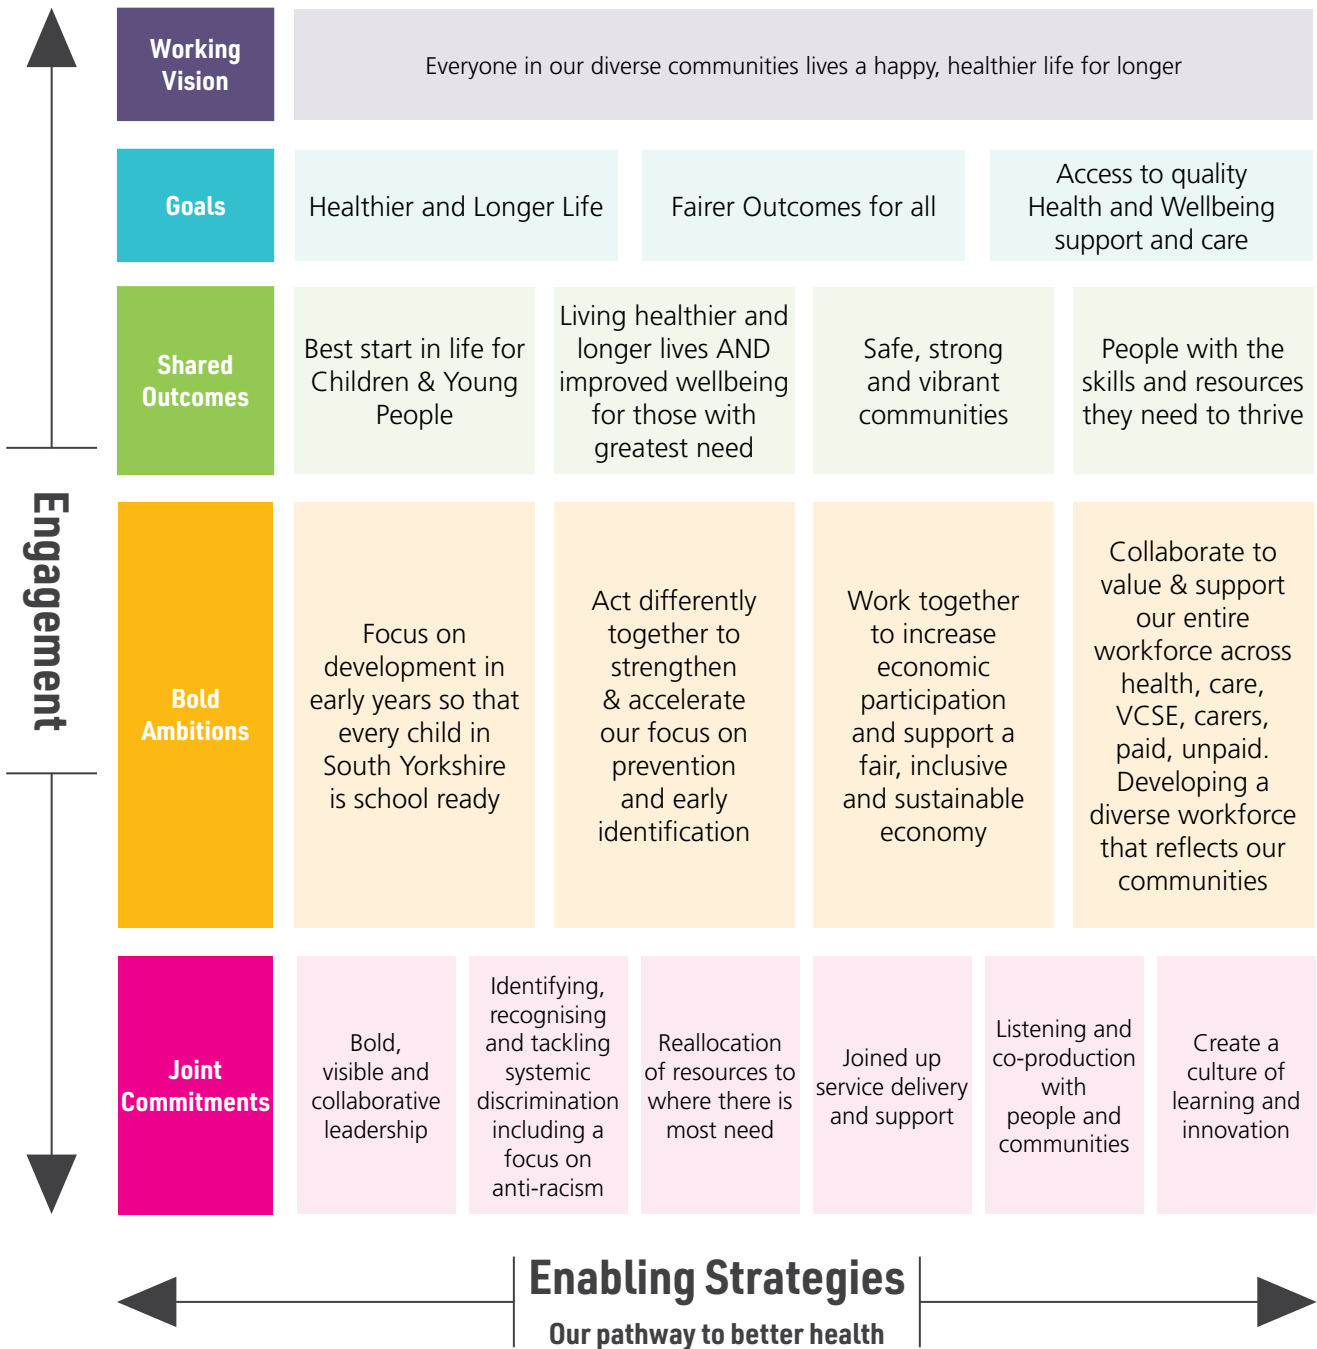 Working
Vision
Everyone in our diverse communities lives a happy, healthier life for longer
Goals
Healthier and Longer Life
Fairer Outcomes for all
Access to quality
Health and Wellbeing
support and care
Shared
Outcomes
Best start in life for
Children & Young
People
Living healthier and
longer lives AND
improved wellbeing
for those with
greatest need
Safe, strong
and vibrant
communities
People with the
skills and resources
they need to thrive
Engagement
Bold
Ambitions
Focus on
development in
early years so that
every child in
South Yorkshire
is school ready
Act differently
together to
strengthen
& accelerate
our focus on
prevention
and early
identification
Work together
to increase
economic
participation
and support a
fair, inclusive
and sustainable
economy
Collaborate to
value & support
our entire
workforce across
health, care,
VCSE, carers,
paid, unpaid.
Developing a
diverse workforce
that reflects our
communities
Joint
Commitments
Bold,
visible and
collaborative
leadership
Identifying,
recognising
and tackling
systemic
discrimination
including a
focus on
anti-racism
Reallocation
of resources to
where there is
most need
Joined up
service delivery
and support
Listening and
co-production
with
people and
communities
Create a
culture of
learning and
innovation
Enabling Strategies
Our pathway to better health